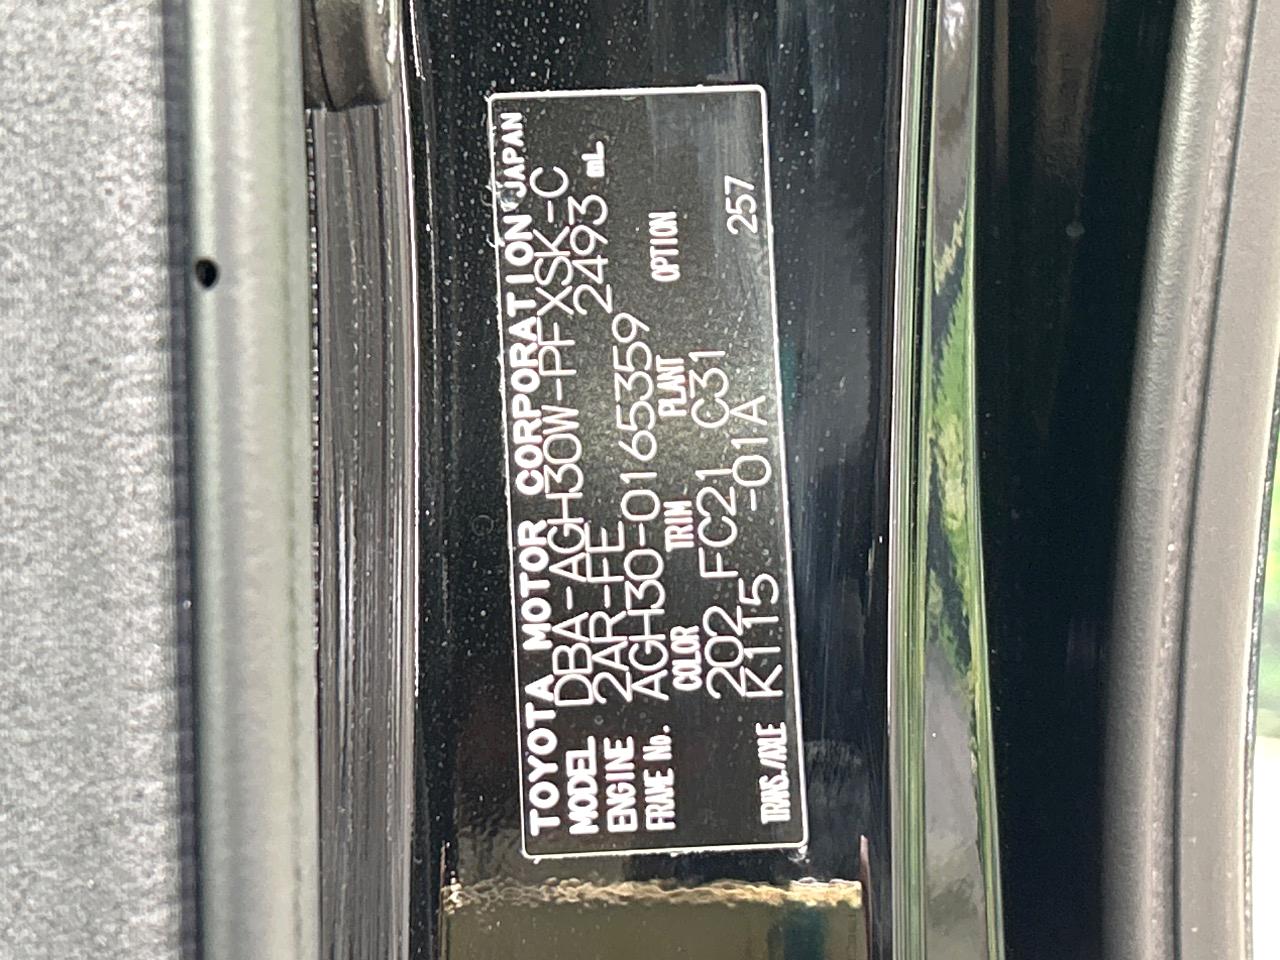 TOYOTA MOTOR CORPORATION JAPAN
MODEL DBA-AGH30W-PFXSK-C
ENGINE 2AR-FE 2493 mL
FRAME No. AGH30-0165359
COLOR TRIM PLANT OPTION
202 FC21 C31
TRANS./AXLE K115 -01A 257